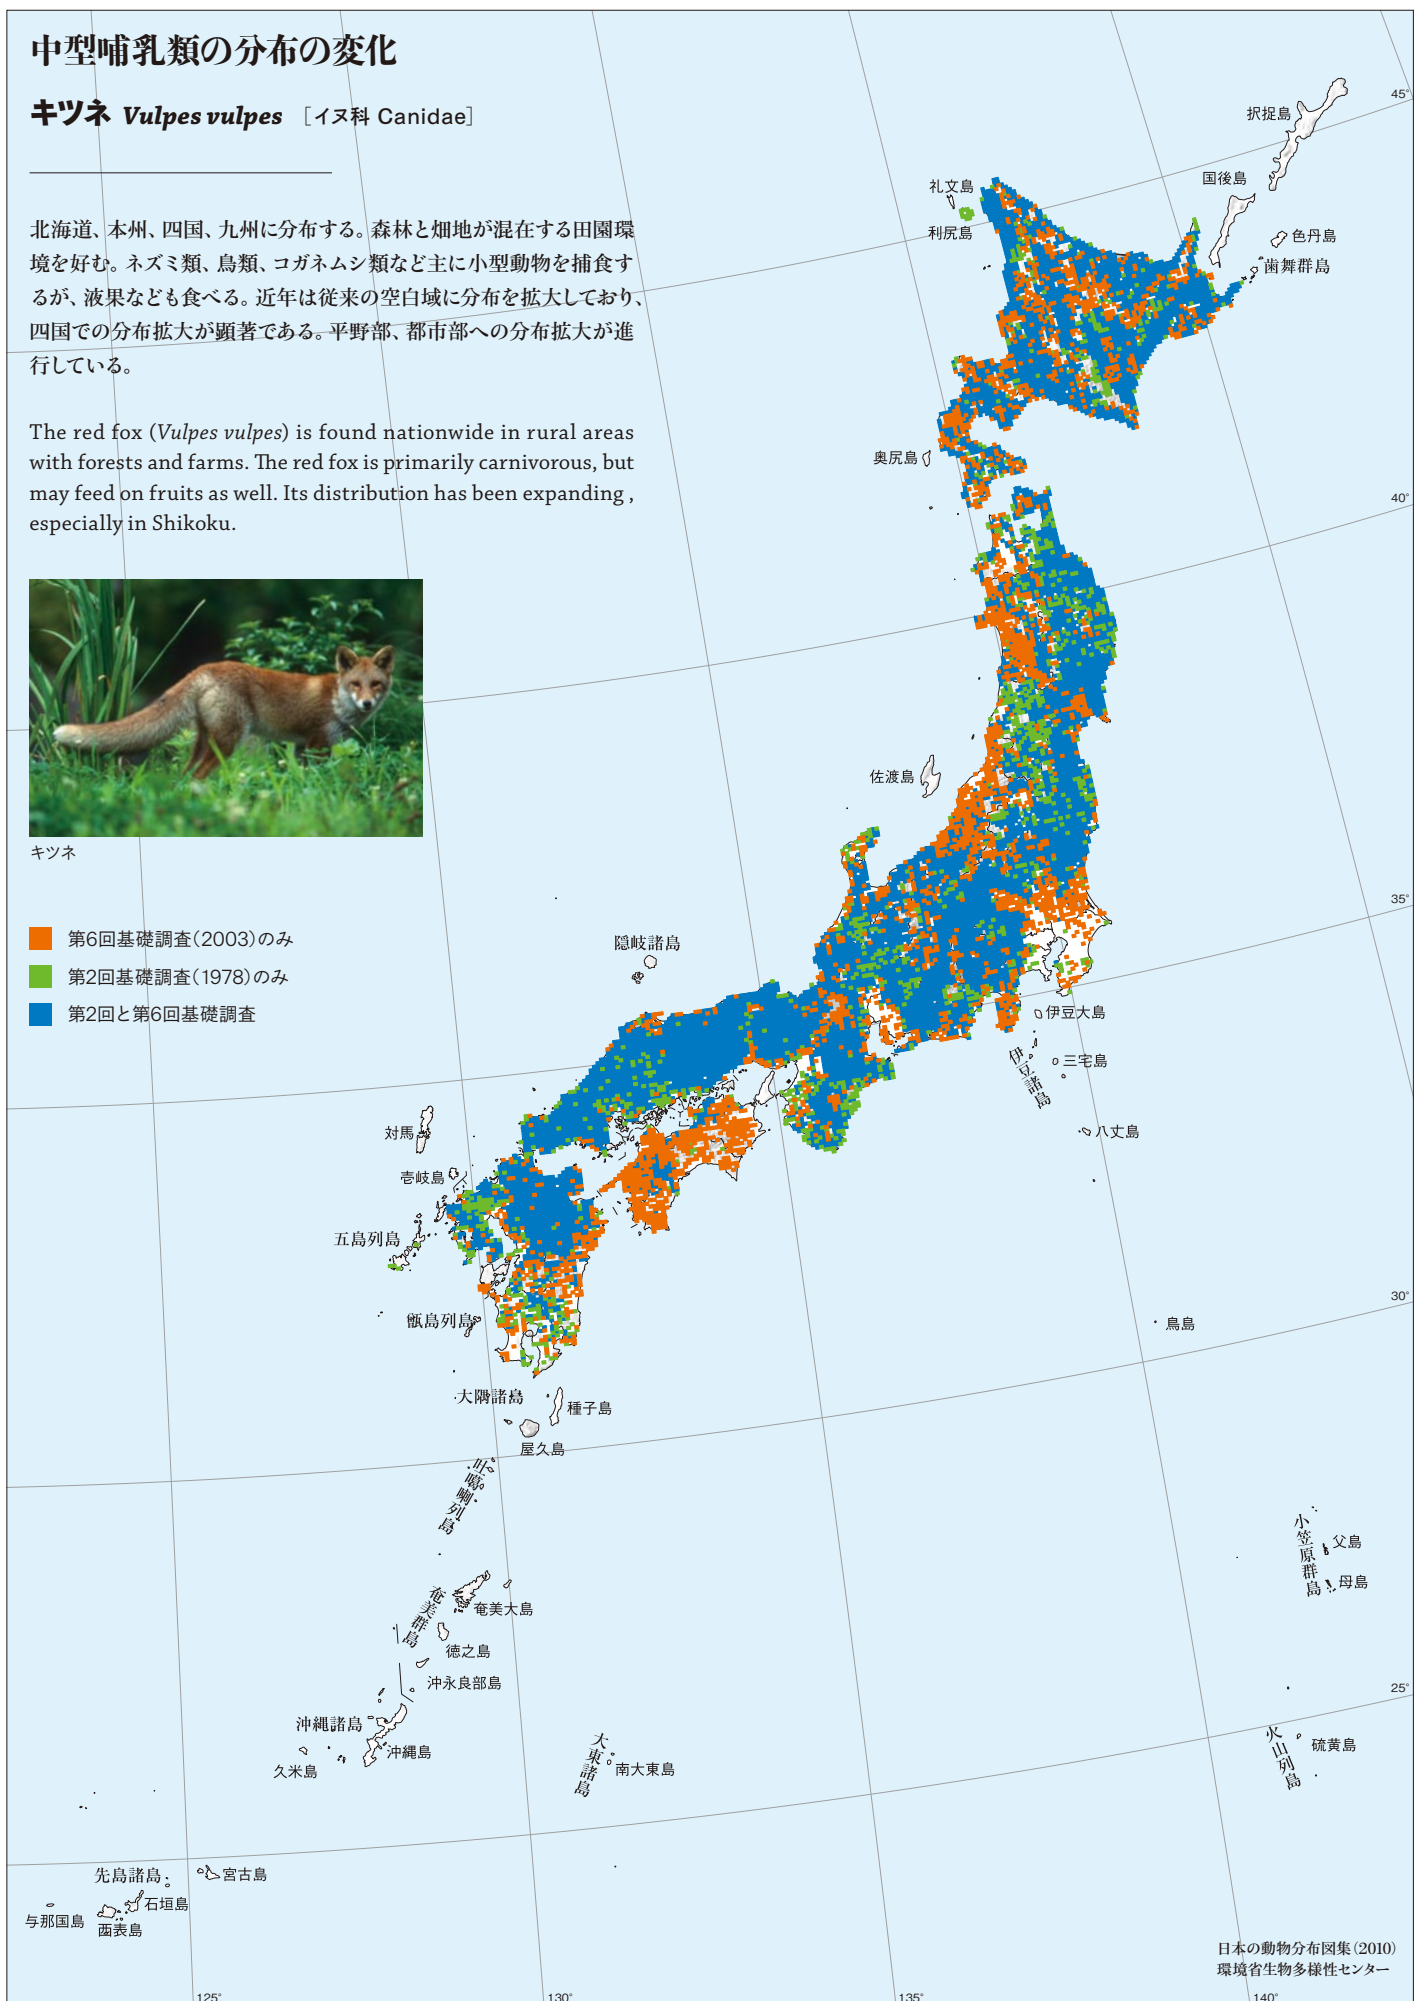 中型哺乳類の分布の変化
キツネ Vulpes vulpes ［イヌ科 Canidae］
北海道、本州、四国、九州に分布する。森林と畑地が混在する田園環
境を好む。ネズミ類、鳥類、コガネムシ類など主に小型動物を捕食す
るが、液果なども食べる。近年は従来の空白域に分布を拡大しており、
四国での分布拡大が顕著である。平野部、都市部への分布拡大が進
行している。
The red fox (Vulpes vulpes) is found nationwide in rural areas
with forests and farms. The red fox is primarily carnivorous, but
may feed on fruits as well. Its distribution has been expanding ,
especially in Shikoku.
キツネ
第6回基礎調査(2003)のみ
第2回基礎調査(1978)のみ
第2回と第6回基礎調査
45°
択捉島
国後島
礼文島
利尻島
色丹島
歯舞群島
奥尻島
40°
佐渡島
35°
隠岐諸島
伊豆大島
伊豆諸島
三宅島
八丈島
対馬
壱岐島
五島列島
甑島列島
30°
鳥島
大隅諸島
種子島
屋久島
吐噶喇列島
小笠原群島
父島
母島
奄美群島
奄美大島
徳之島
沖永良部島
25°
沖縄諸島
沖縄島
久米島
大東諸島
南大東島
火山列島
硫黄島
先島諸島
宮古島
石垣島
与那国島
西表島
日本の動物分布図集(2010)
環境省生物多様性センター
125°
130°
135°
140°